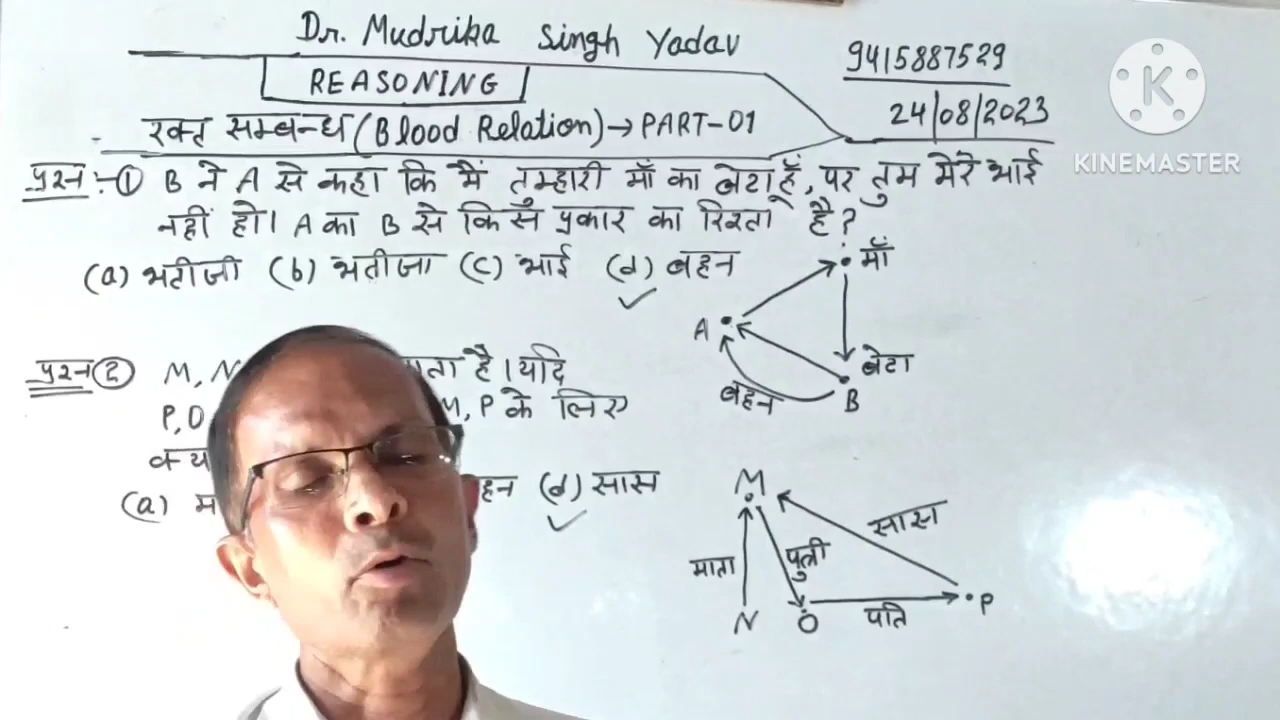 Dr. Mudrika Singh Yadav
9415887529
REASONING
24/08/2023
रक्त सम्बन्ध (Blood Relation)→PART-01
KINEMASTER
प्रश्न:-① B ने A से कहा कि मैं तुम्हारी माँ का बेटा हूँ, पर तुम मेरे भाई
नहीं हो। A का B से किस प्रकार का रिश्ता है?
(a) भतीजी (b) भतीजा (c) भाई (d) बहन
माँ
A
बेटा
बहन
B
प्रश्न② M, N है। यदि
P, O M, P के लिए
(a) (d) सास
M
सास
माता
पुत्री
N
O
पति
P